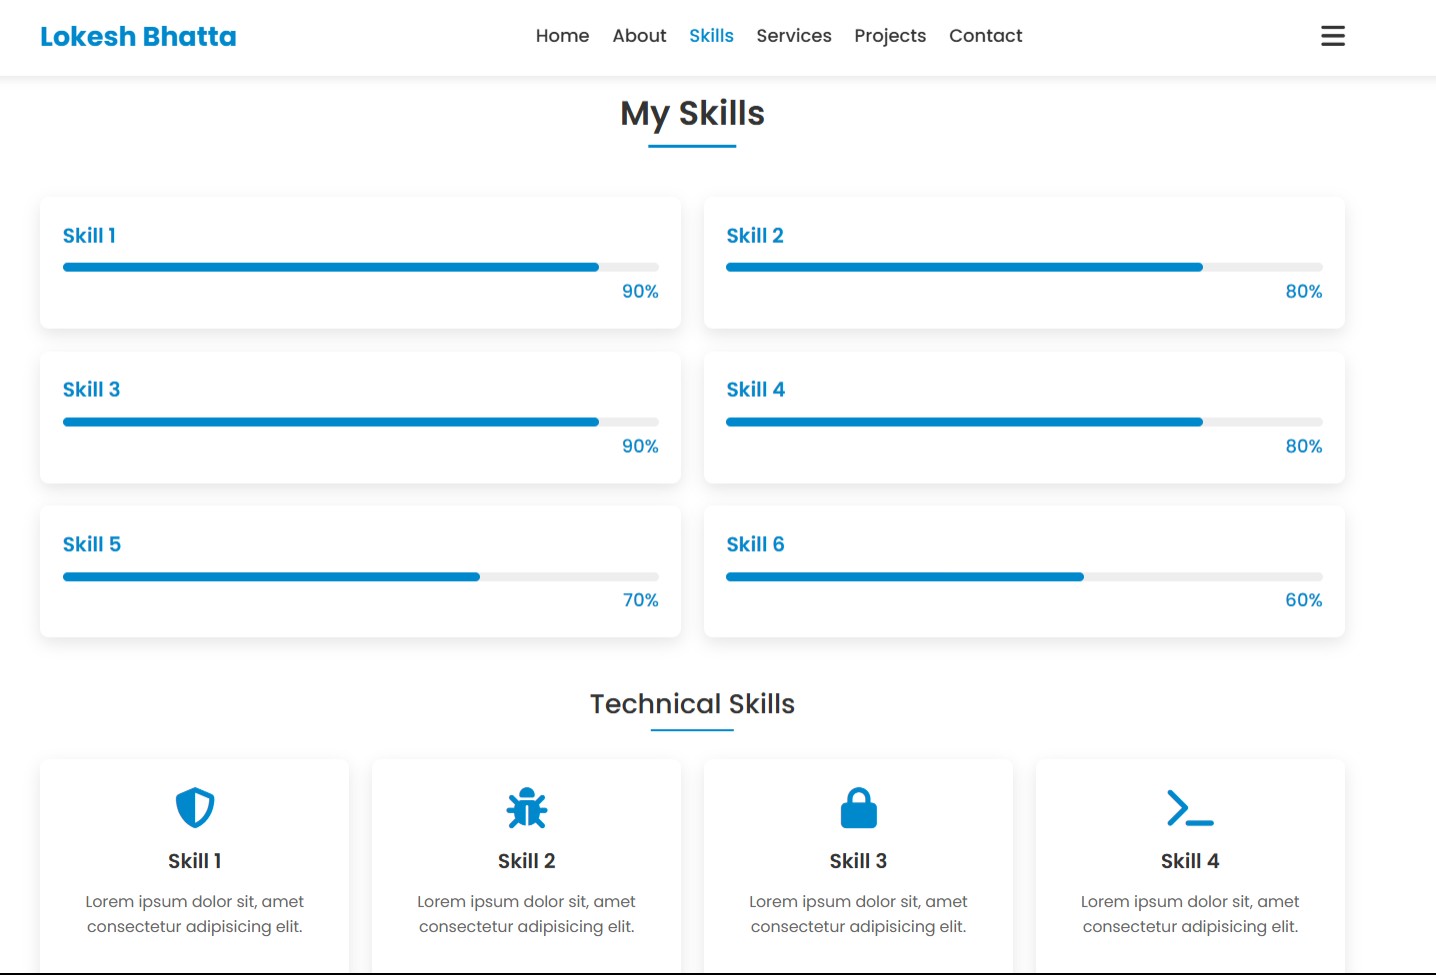 Lokesh Bhatta
Home About Skills Services Projects Contact
My Skills
Skill 1
90%
Skill 2
80%
Skill 3
90%
Skill 4
80%
Skill 5
70%
Skill 6
60%
Technical Skills
Skill 1
Lorem ipsum dolor sit, amet
consectetur adipisicing elit.
Skill 2
Lorem ipsum dolor sit, amet
consectetur adipisicing elit.
Skill 3
Lorem ipsum dolor sit, amet
consectetur adipisicing elit.
Skill 4
Lorem ipsum dolor sit, amet
consectetur adipisicing elit.